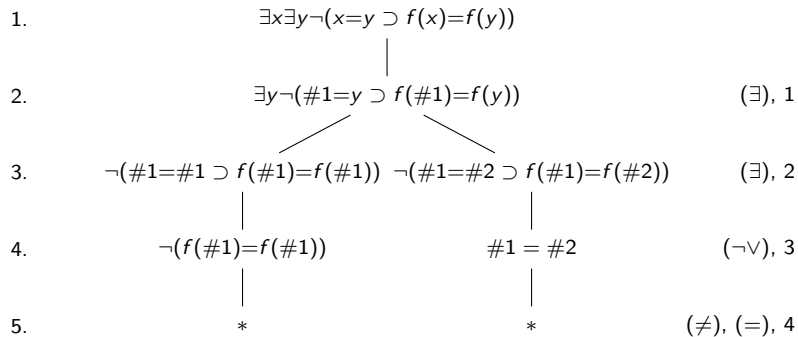 1. ∃x∃y¬(x=y ⊃ f(x)=f(y))
2. ∃y¬(#1=y ⊃ f(#1)=f(y)) (∃), 1
3. ¬(#1=#1 ⊃ f(#1)=f(#1)) ¬(#1=#2 ⊃ f(#1)=f(#2)) (∃), 2
4. ¬(f(#1)=f(#1)) #1 = #2 (¬∨), 3
5. * * (≠), (=), 4